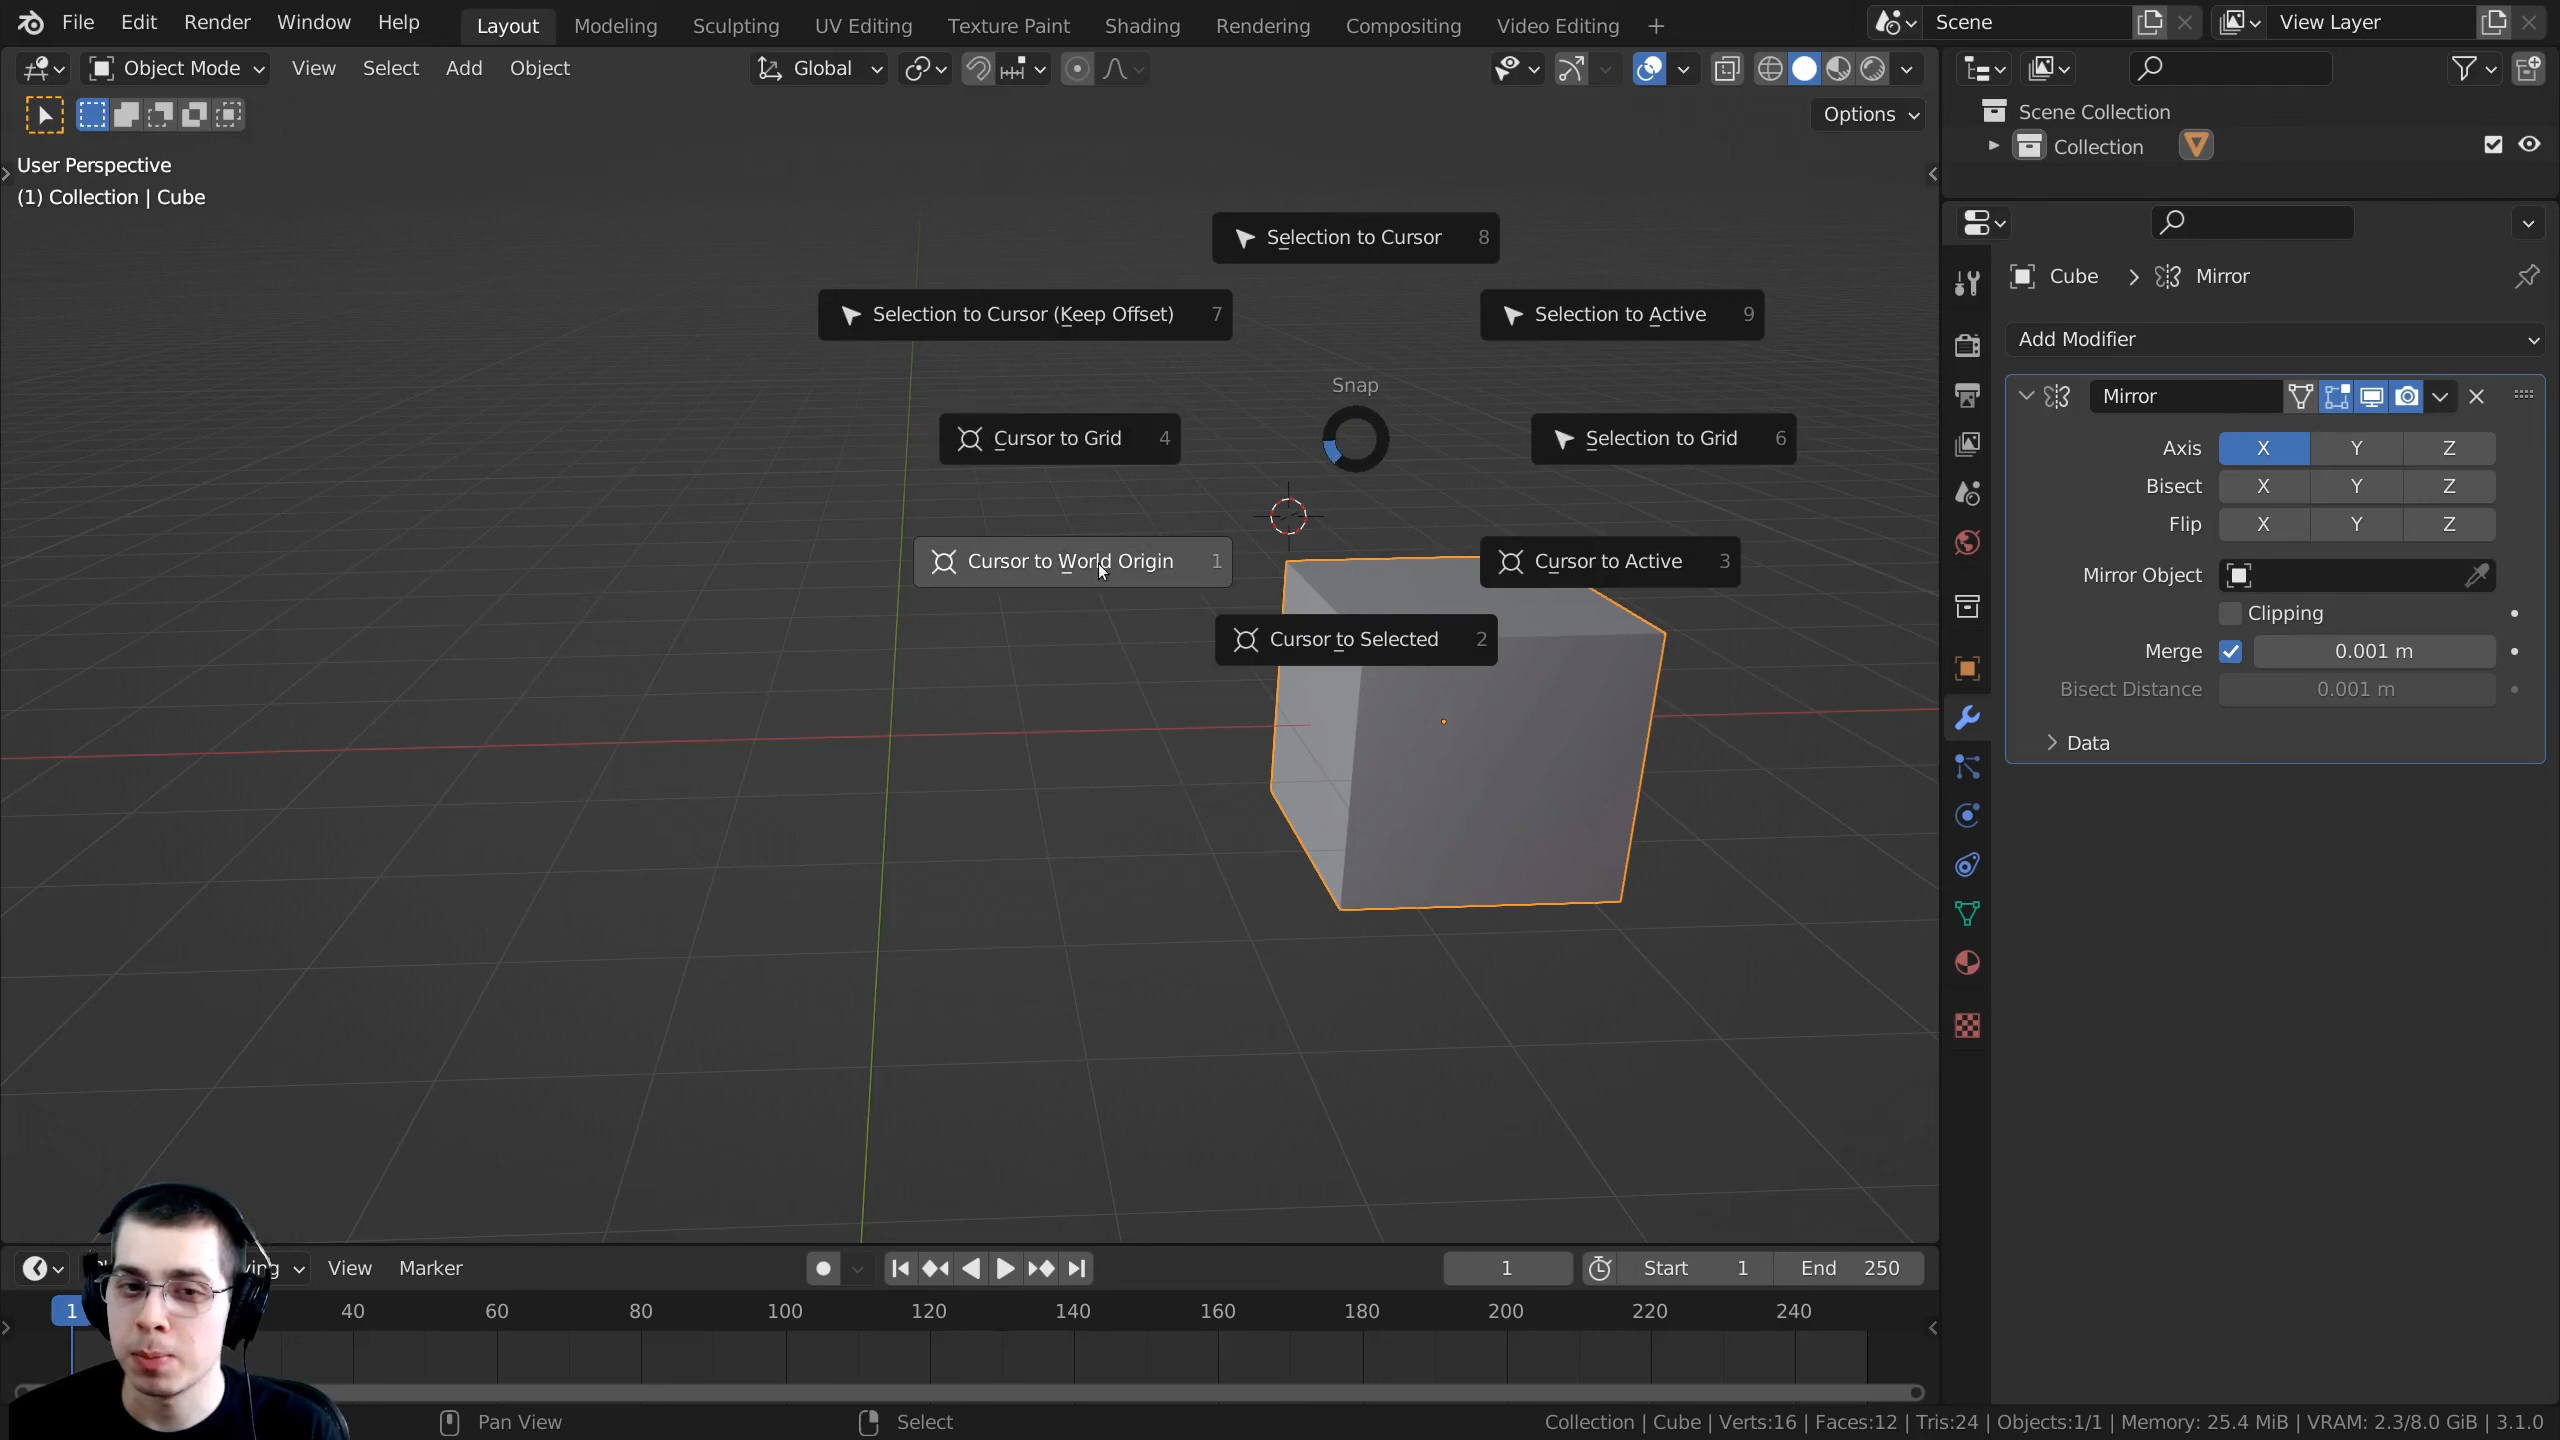 File Edit Render Window Help Layout Modeling Sculpting UV Editing Texture Paint Shading Rendering Compositing Video Editing + Scene View Layer
Object Mode View Select Add Object Global
Options
User Perspective
(1) Collection | Cube
Scene Collection
Collection
Selection to Cursor 8
Selection to Cursor (Keep Offset) 7
Selection to Active 9
Snap
Cursor to Grid 4
Selection to Grid 6
Cursor to World Origin 1
Cursor to Active 3
Cursor to Selected 2
Cube > Mirror
Add Modifier
Mirror
Axis X Y Z
Bisect X Y Z
Flip X Y Z
Mirror Object
Clipping
Merge 0.001 m
Bisect Distance 0.001 m
Data
View Marker 1 Start 1 End 250
1 40 60 80 100 120 140 160 180 200 220 240
Pan View Select Collection | Cube | Verts:16 | Faces:12 | Tris:24 | Objects:1/1 | Memory: 25.4 MiB | VRAM: 2.3/8.0 GiB | 3.1.0